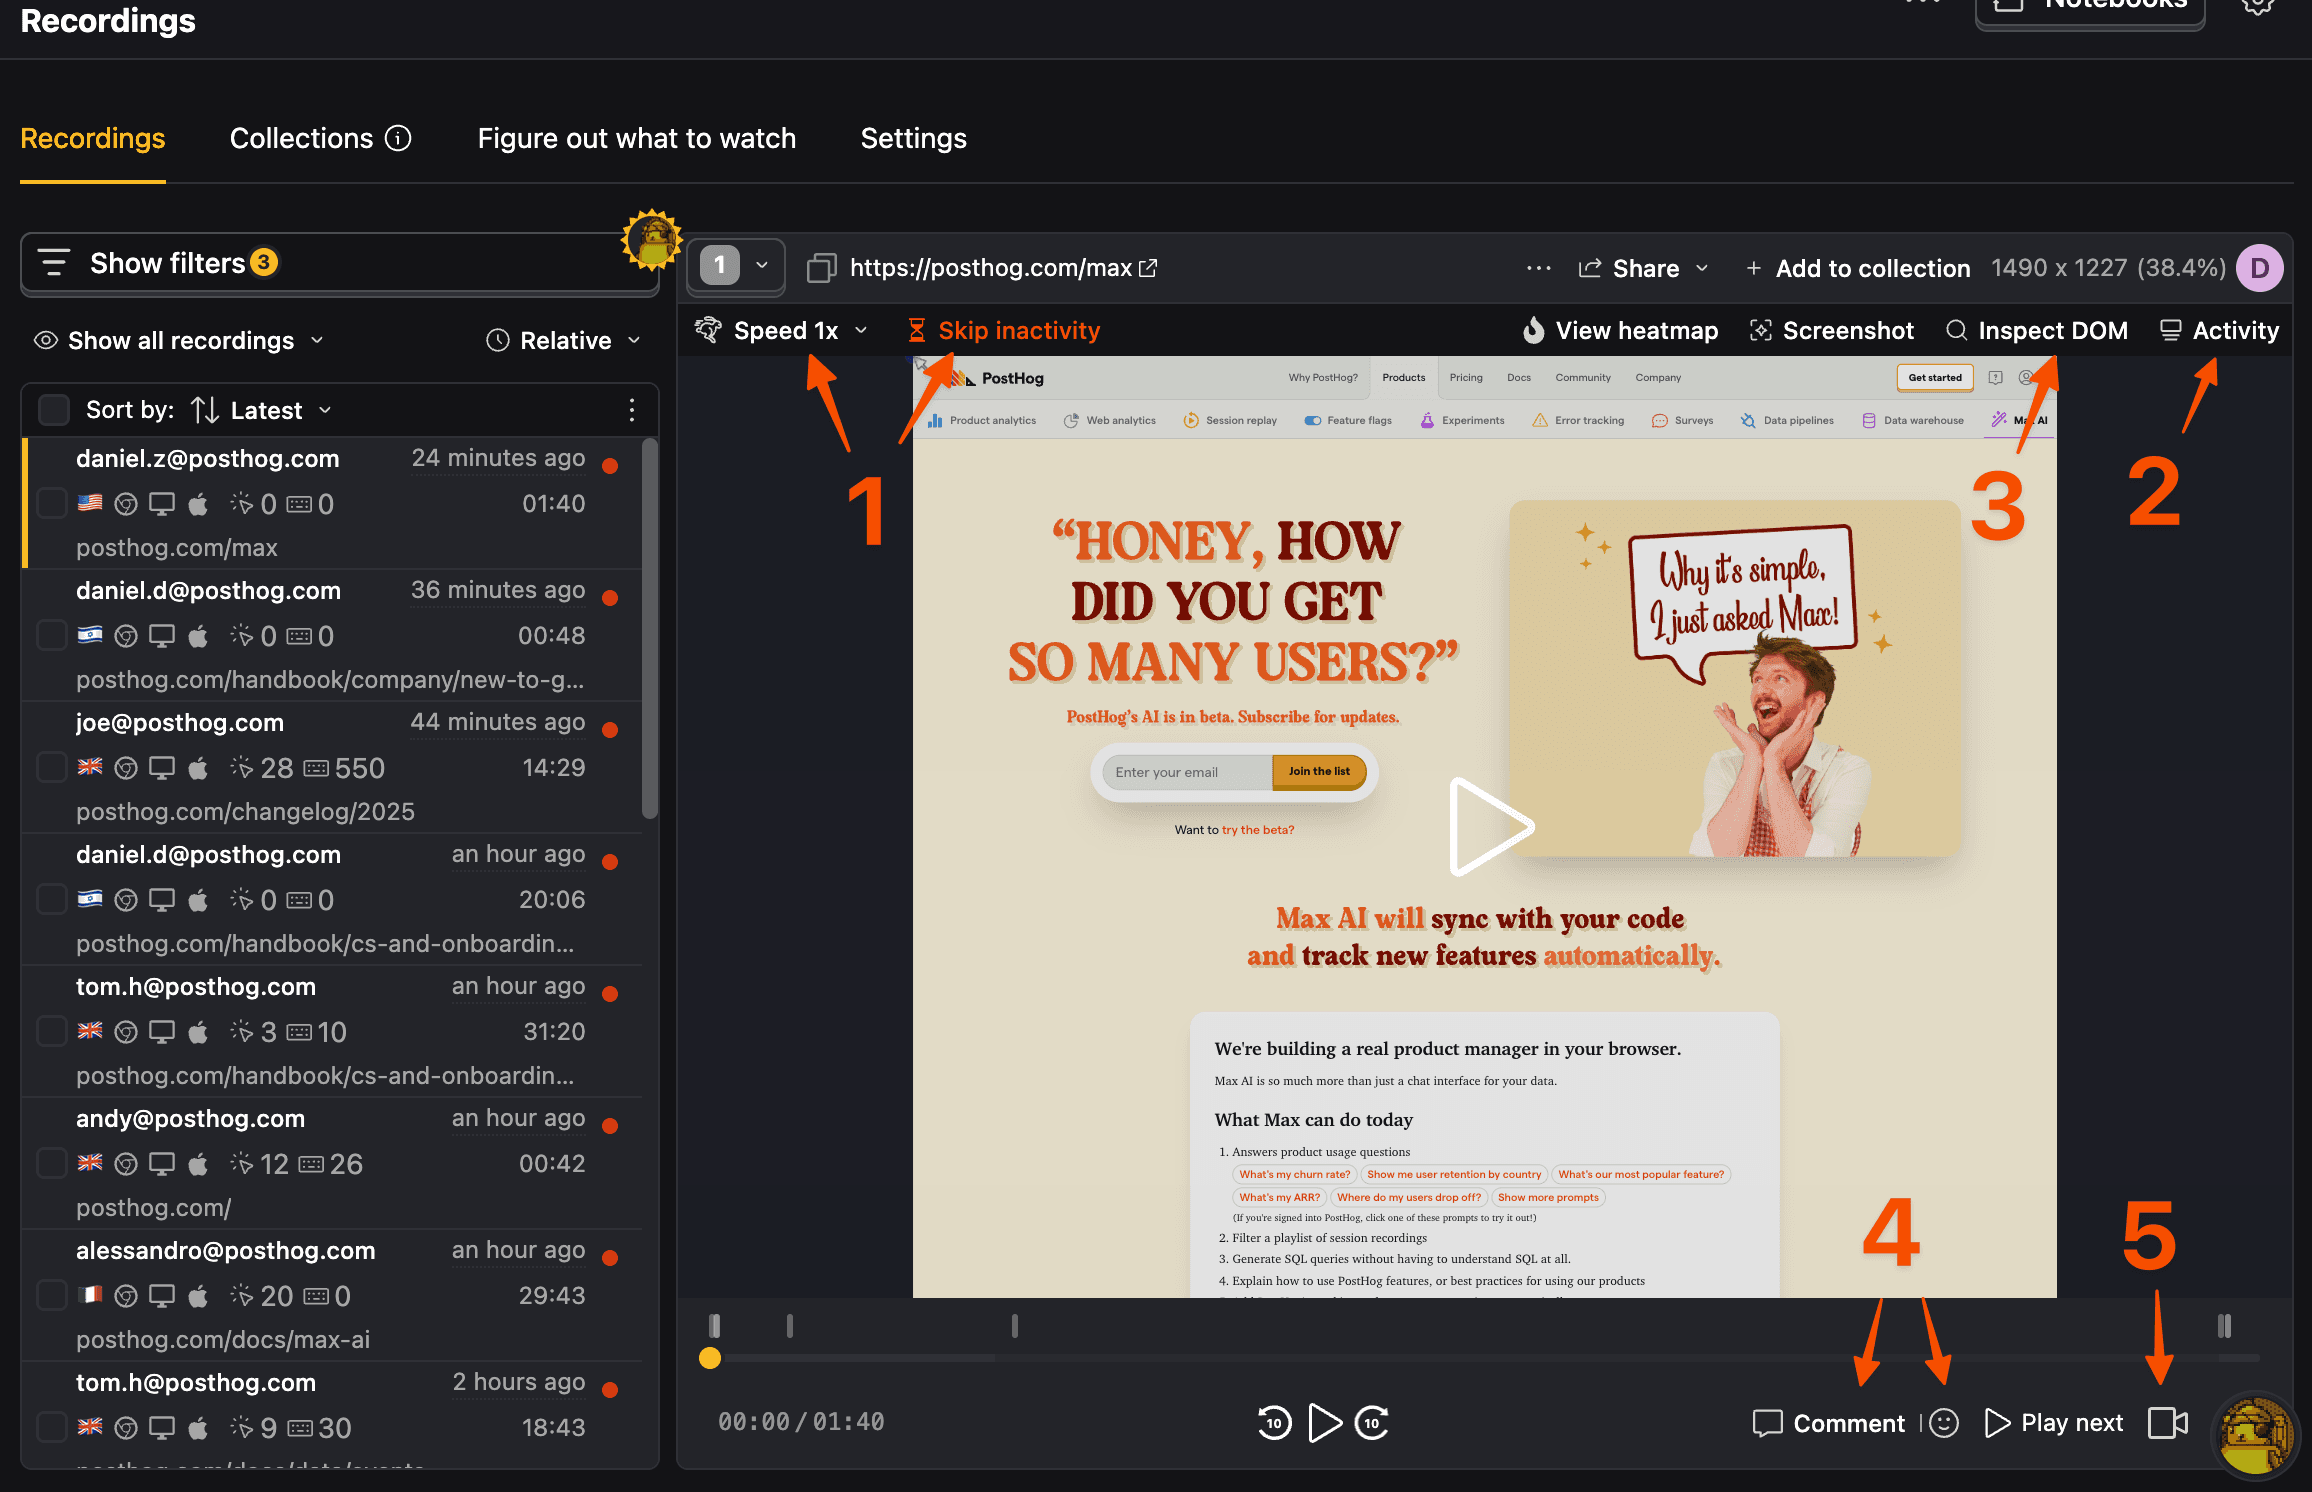 Recordings
Notebooks
Recordings
Collections
Figure out what to watch
Settings
Show filters 3
Show all recordings
Relative
Sort by: Latest
daniel.z@posthog.com 24 minutes ago
0 0 01:40
posthog.com/max
daniel.d@posthog.com 36 minutes ago
0 0 00:48
posthog.com/handbook/company/new-to-g...
joe@posthog.com 44 minutes ago
28 550 14:29
posthog.com/changelog/2025
daniel.d@posthog.com an hour ago
0 0 20:06
posthog.com/handbook/cs-and-onboardin...
tom.h@posthog.com an hour ago
3 10 31:20
posthog.com/handbook/cs-and-onboardin...
andy@posthog.com an hour ago
12 26 00:42
posthog.com/
alessandro@posthog.com an hour ago
20 0 29:43
posthog.com/docs/max-ai
tom.h@posthog.com 2 hours ago
9 30 18:43
1 https://posthog.com/max
... Share + Add to collection 1490 x 1227 (38.4%) D
Speed 1x Skip inactivity
View heatmap Screenshot Inspect DOM Activity
PostHog
Why PostHog? Products Pricing Docs Community Company Get started
Product analytics Web analytics Session replay Feature flags Experiments Error tracking Surveys Data pipelines Data warehouse Max AI
1
3
2
“HONEY, HOW
DID YOU GET
SO MANY USERS?”
PostHog’s AI is in beta. Subscribe for updates.
Enter your email Join the list
Want to try the beta?
Why it's simple,
I just asked Max!
Max AI will sync with your code
and track new features automatically.
We're building a real product manager in your browser.
Max AI is so much more than just a chat interface for your data.
What Max can do today
1. Answers product usage questions
What's my churn rate? Show me user retention by country What's our most popular feature?
What's my ARR? Where do my users drop off? Show more prompts
(If you're signed into PostHog, click one of these prompts to try it out!)
2. Filter a playlist of session recordings
3. Generate SQL queries without having to understand SQL at all.
4. Explain how to use PostHog features, or best practices for using our products
4
5
00:00 / 01:40
10 10
Comment Play next